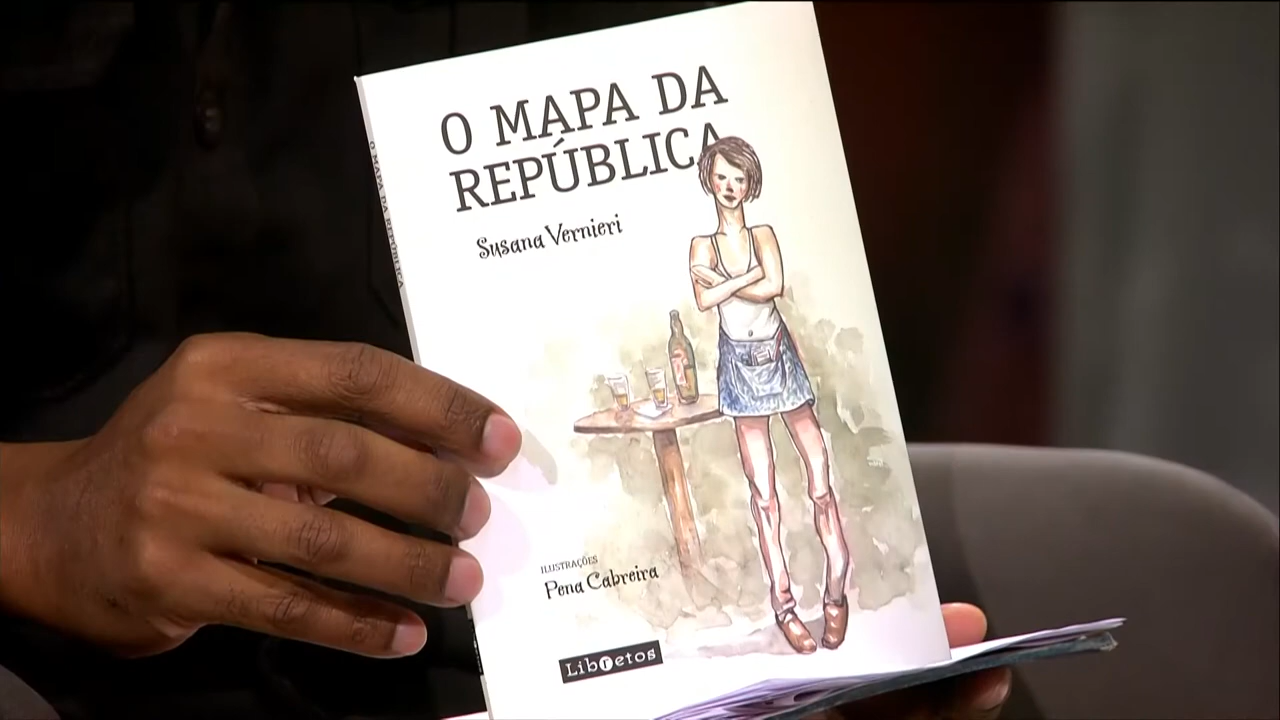 O MAPA DA
REPÚBLICA
Susana Vernieri
ILUSTRAÇÕES
Pena Cabreira
Libretos
O MAPA DA REPÚBLICA